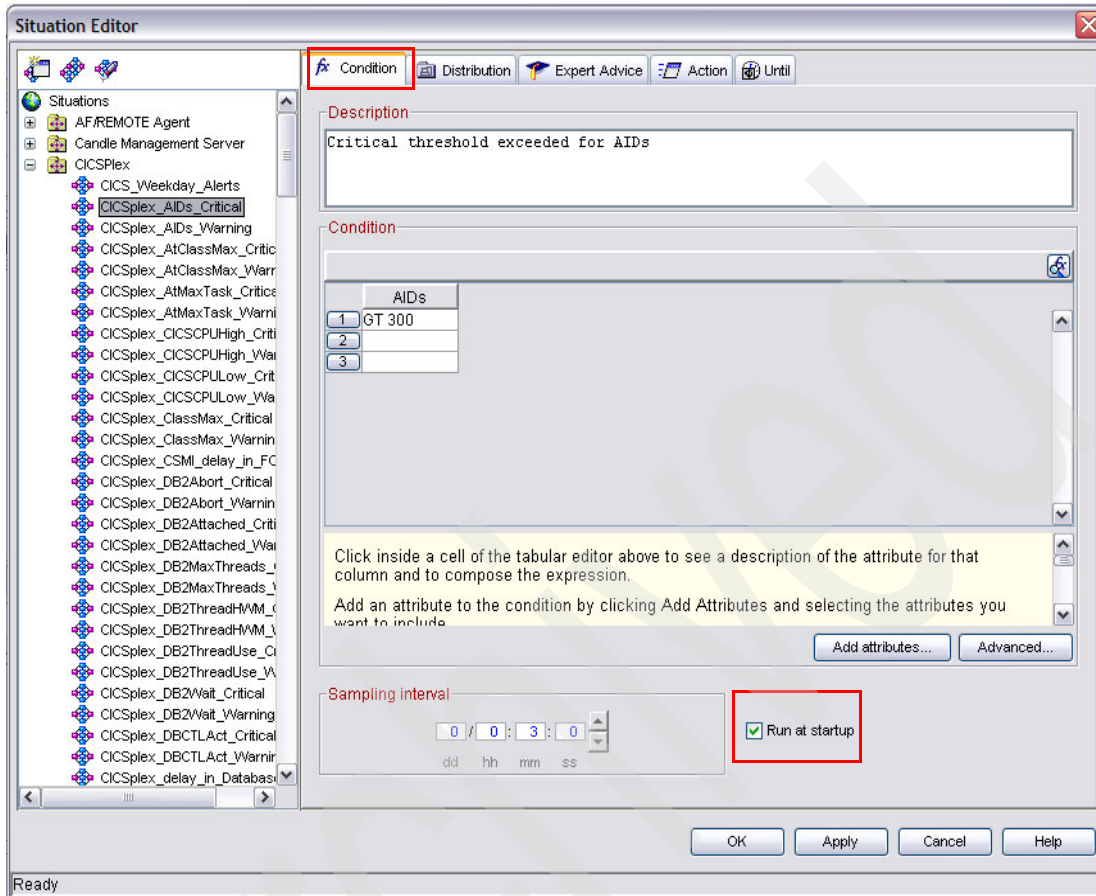 Situation Editor
Situations
AF/REMOTE Agent
Candle Management Server
CICSPlex
CICS_Weekday_Alerts
CICSplex_AIDs_Critical
CICSplex_AIDs_Warning
CICSplex_AtClassMax_Critic
CICSplex_AtClassMax_Warr
CICSplex_AtMaxTask_Critica
CICSplex_AtMaxTask_Warni
CICSplex_CICSCPUHigh_Criti
CICSplex_CICSCPUHigh_Wai
CICSplex_CICSCPULow_Crit
CICSplex_CICSCPULow_Wa
CICSplex_ClassMax_Critical
CICSplex_ClassMax_Warnin
CICSplex_CSMI_delay_in_FC
CICSplex_DB2Abort_Critical
CICSplex_DB2Abort_Warnin
CICSplex_DB2Attached_Criti
CICSplex_DB2Attached_Wai
CICSplex_DB2MaxThreads_
CICSplex_DB2MaxThreads_
CICSplex_DB2ThreadHWM_
CICSplex_DB2ThreadHWM_
CICSplex_DB2ThreadUse_C
CICSplex_DB2ThreadUse_W
CICSplex_DB2Wait_Critical
CICSplex_DB2Wait_Warning
CICSplex_DBCTLAct_Critical
CICSplex_DBCTLAct_Warnir
CICSplex_delay_in_Databas
fx Condition Distribution Expert Advice Action Until
Description
Critical threshold exceeded for AIDs
Condition
AIDs
1 GT 300
2
3
Click inside a cell of the tabular editor above to see a description of the attribute for that
column and to compose the expression.
Add an attribute to the condition by clicking Add Attributes and selecting the attributes you
want to include
Add attributes... Advanced...
Sampling interval
0 / 0 : 3 : 0
dd hh mm ss
Run at startup
OK Apply Cancel Help
Ready